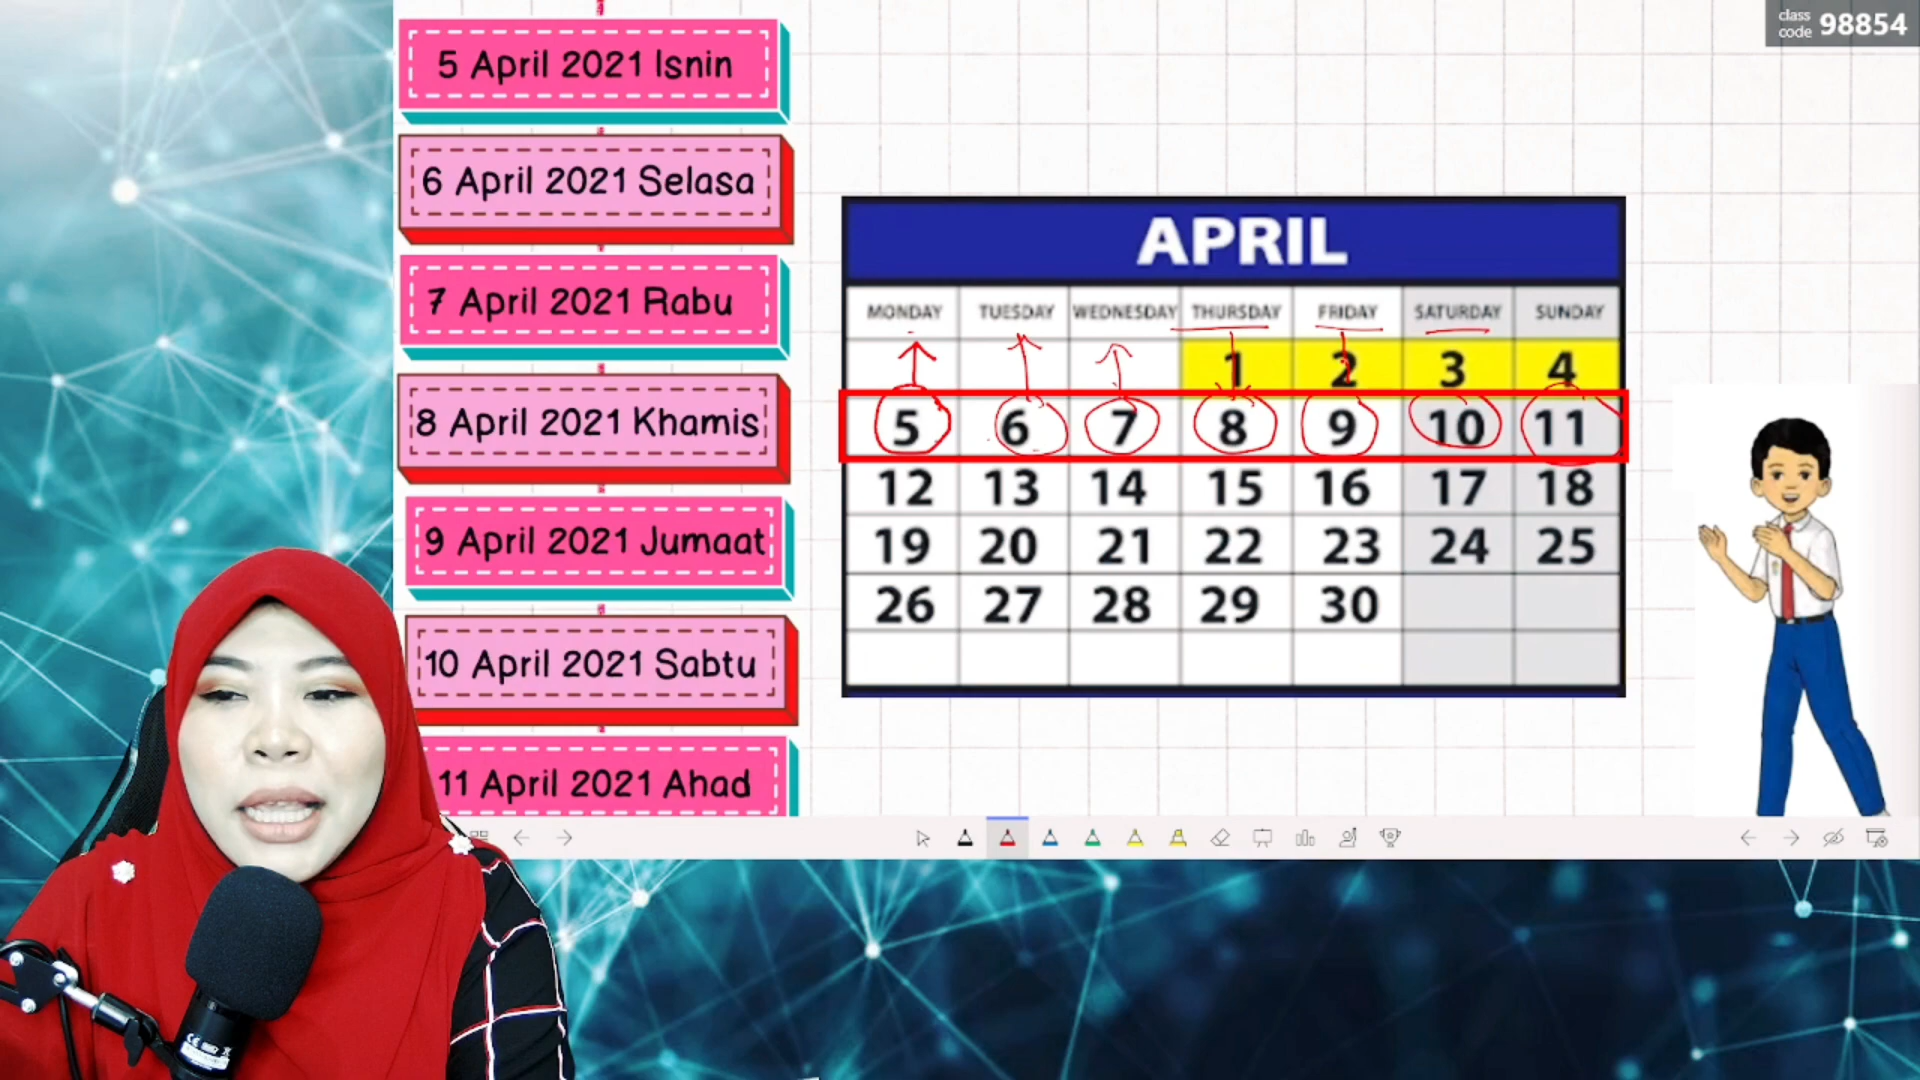 5 April 2021 Isnin
6 April 2021 Selasa
7 April 2021 Rabu
8 April 2021 Khamis
9 April 2021 Jumaat
10 April 2021 Sabtu
11 April 2021 Ahad
class code 98854
APRIL
MONDAY TUESDAY WEDNESDAY THURSDAY FRIDAY SATURDAY SUNDAY
1 2 3 4
5 6 7 8 9 10 11
12 13 14 15 16 17 18
19 20 21 22 23 24 25
26 27 28 29 30